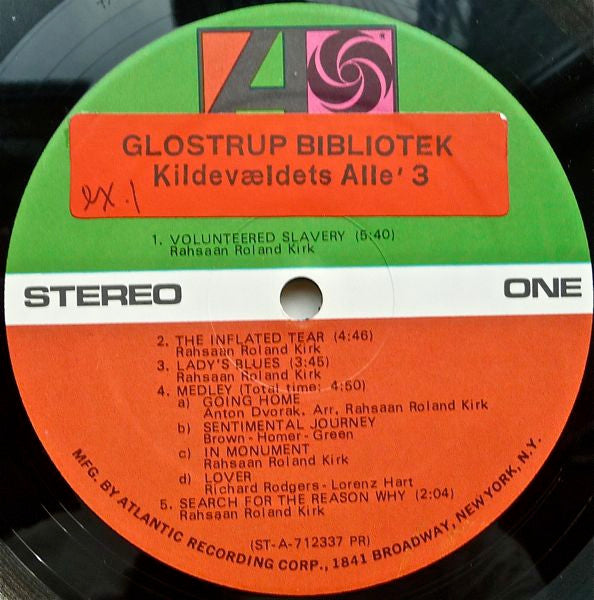 GLOSTRUP BIBLIOTEK
Kildevældets Alle' 3
ex. 1
1. VOLUNTEERED SLAVERY (5:40)
Rahsaan Roland Kirk
STEREO ONE
2. THE INFLATED TEAR (4:46)
Rahsaan Roland Kirk
3. LADY'S BLUES (3:45)
Rahsaan Roland Kirk
4. MEDLEY (Total time: 4:50)
a) GOING HOME
Anton Dvorak, Arr. Rahsaan Roland Kirk
b) SENTIMENTAL JOURNEY
Brown - Homer - Green
c) IN MONUMENT
Rahsaan Roland Kirk
d) LOVER
Richard Rodgers - Lorenz Hart
5. SEARCH FOR THE REASON WHY (2:04)
Rahsaan Roland Kirk
(ST-A-712337 PR)
MFG. BY ATLANTIC RECORDING CORP., 1841 BROADWAY, NEW YORK, N.Y.